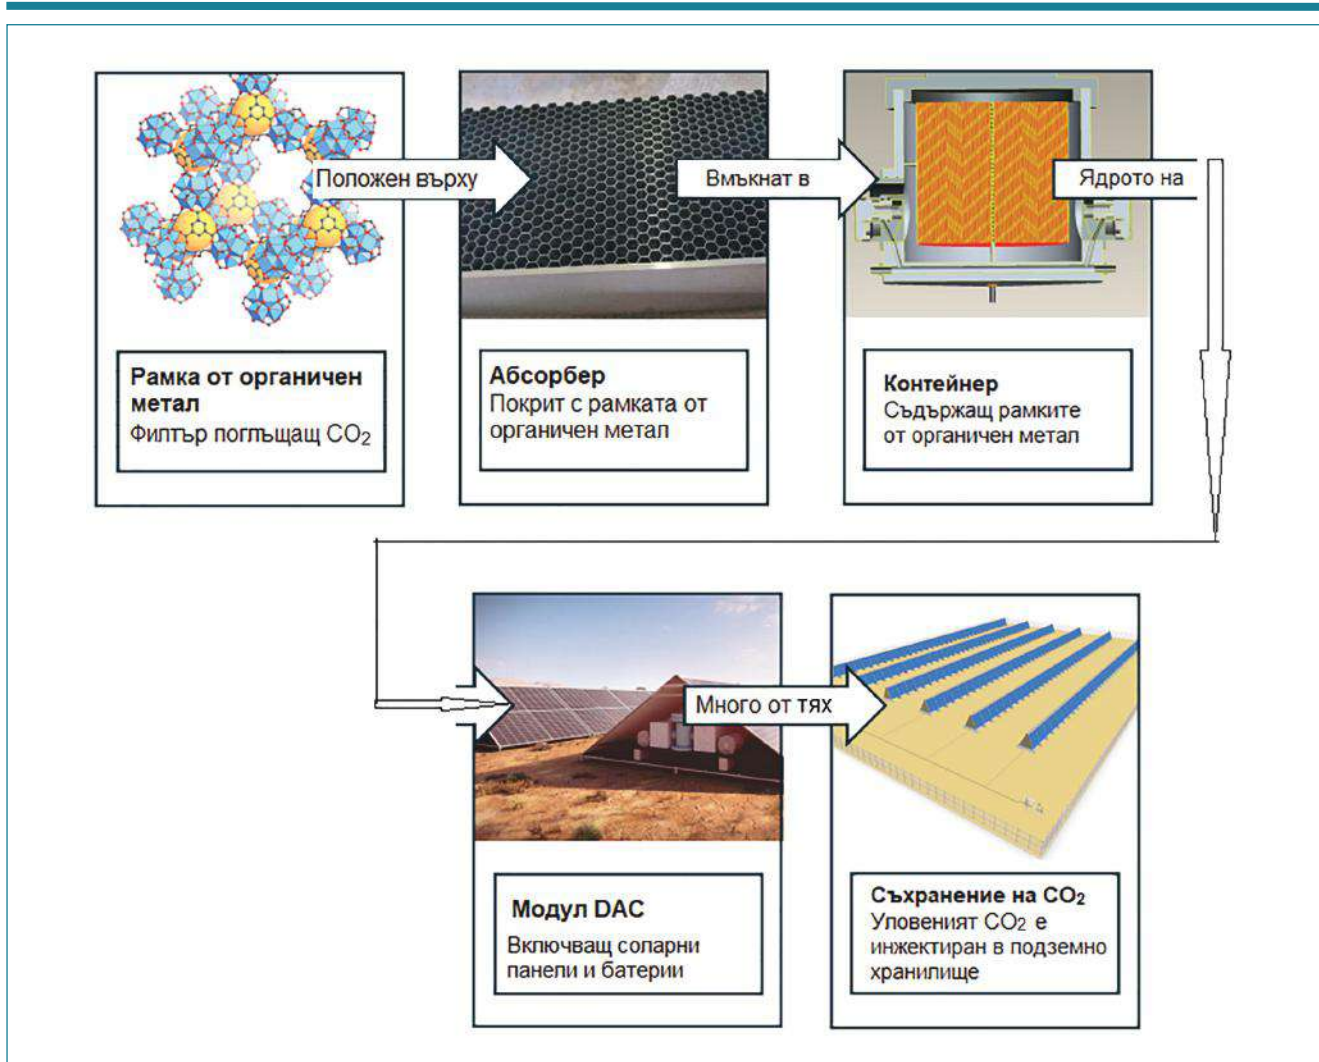 Положен върху
Вмъкнат в
Ядрото на
Рамка от органичен
метал
Филтър поглъщащ CO₂
Абсорбер
Покрит с рамката от
органичен метал
Контейнер
Съдържащ рамките
от органичен метал
Много от тях
Модул DAC
Включващ соларни
панели и батерии
Съхранение на CO₂
Уловеният CO₂ е
инжектиран в подземно
хранилище